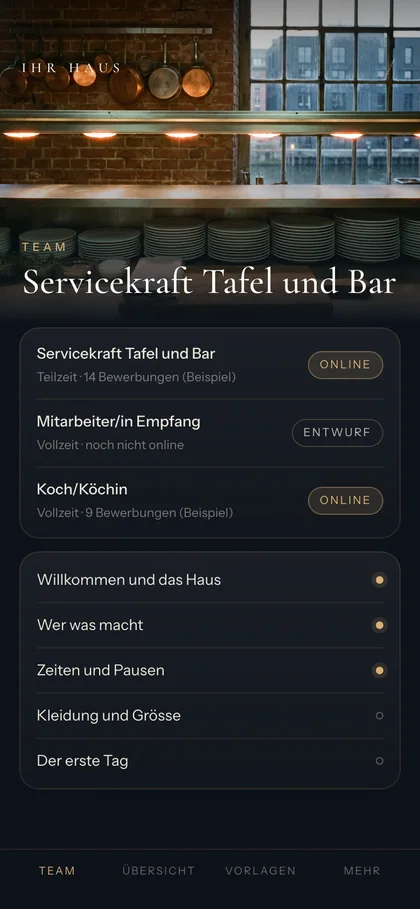 IHR HAUS
TEAM
Servicekraft Tafel und Bar
Servicekraft Tafel und Bar
Teilzeit · 14 Bewerbungen (Beispiel)
ONLINE
Mitarbeiter/in Empfang
Vollzeit · noch nicht online
ENTWURF
Koch/Köchin
Vollzeit · 9 Bewerbungen (Beispiel)
ONLINE
Willkommen und das Haus
Wer was macht
Zeiten und Pausen
Kleidung und Grösse
Der erste Tag
TEAM ÜBERSICHT VORLAGEN MEHR